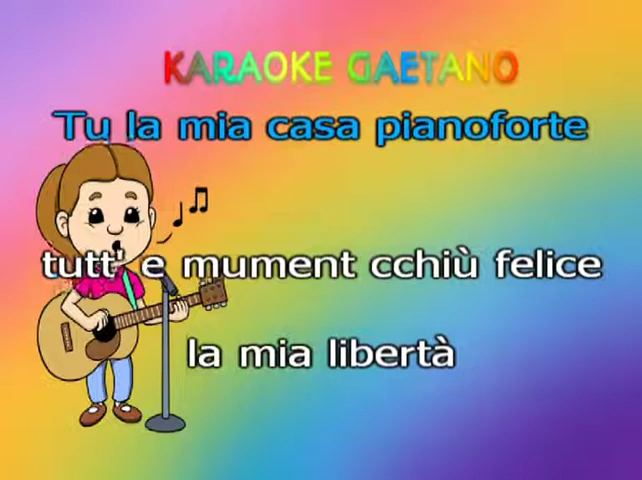 KARAOKE GAETANO
Tu la mia casa pianoforte
tutt' e mument cchiù felice
la mia libertà